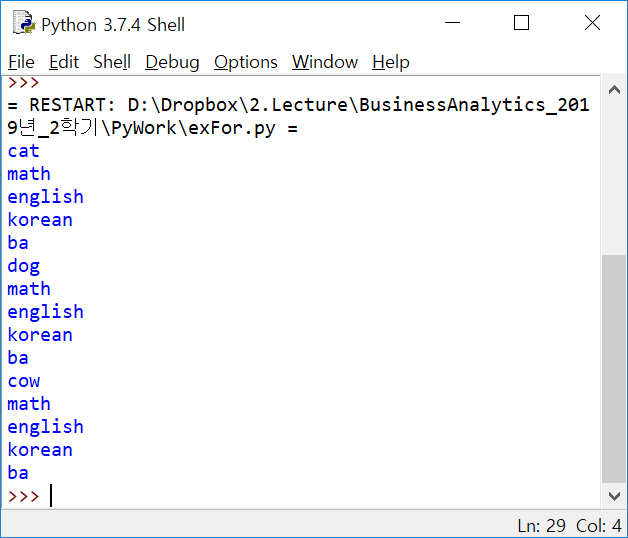 Python 3.7.4 Shell
File Edit Shell Debug Options Window Help
>>>
= RESTART: D:\Dropbox\2.Lecture\BusinessAnalytics_201
9년_2학기\PyWork\exFor.py =
cat
math
english
korean
ba
dog
math
english
korean
ba
cow
math
english
korean
ba
>>>
Ln: 29 Col: 4